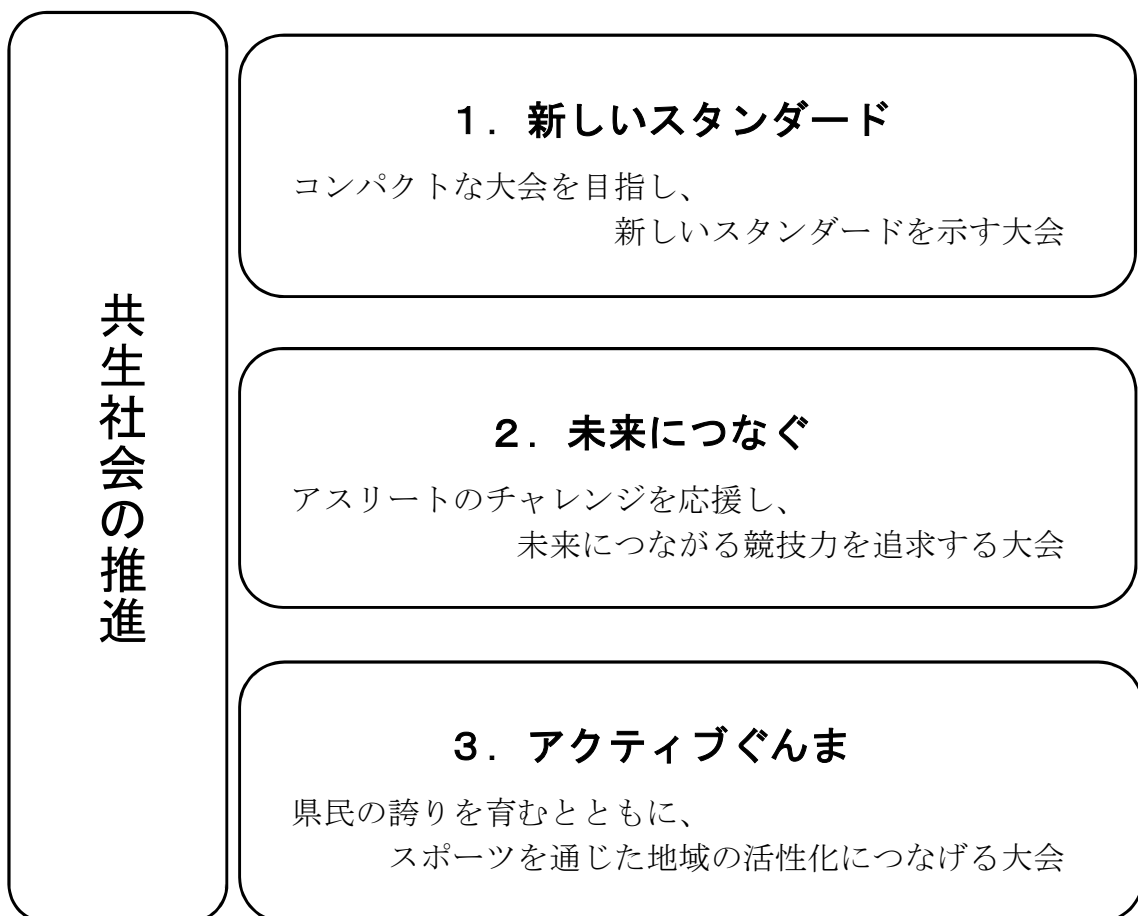 共生社会の推進
１．新しいスタンダード
コンパクトな大会を目指し、
新しいスタンダードを示す大会
２．未来につなぐ
アスリートのチャレンジを応援し、
未来につながる競技力を追求する大会
３．アクティブぐんま
県民の誇りを育むとともに、
スポーツを通じた地域の活性化につなげる大会